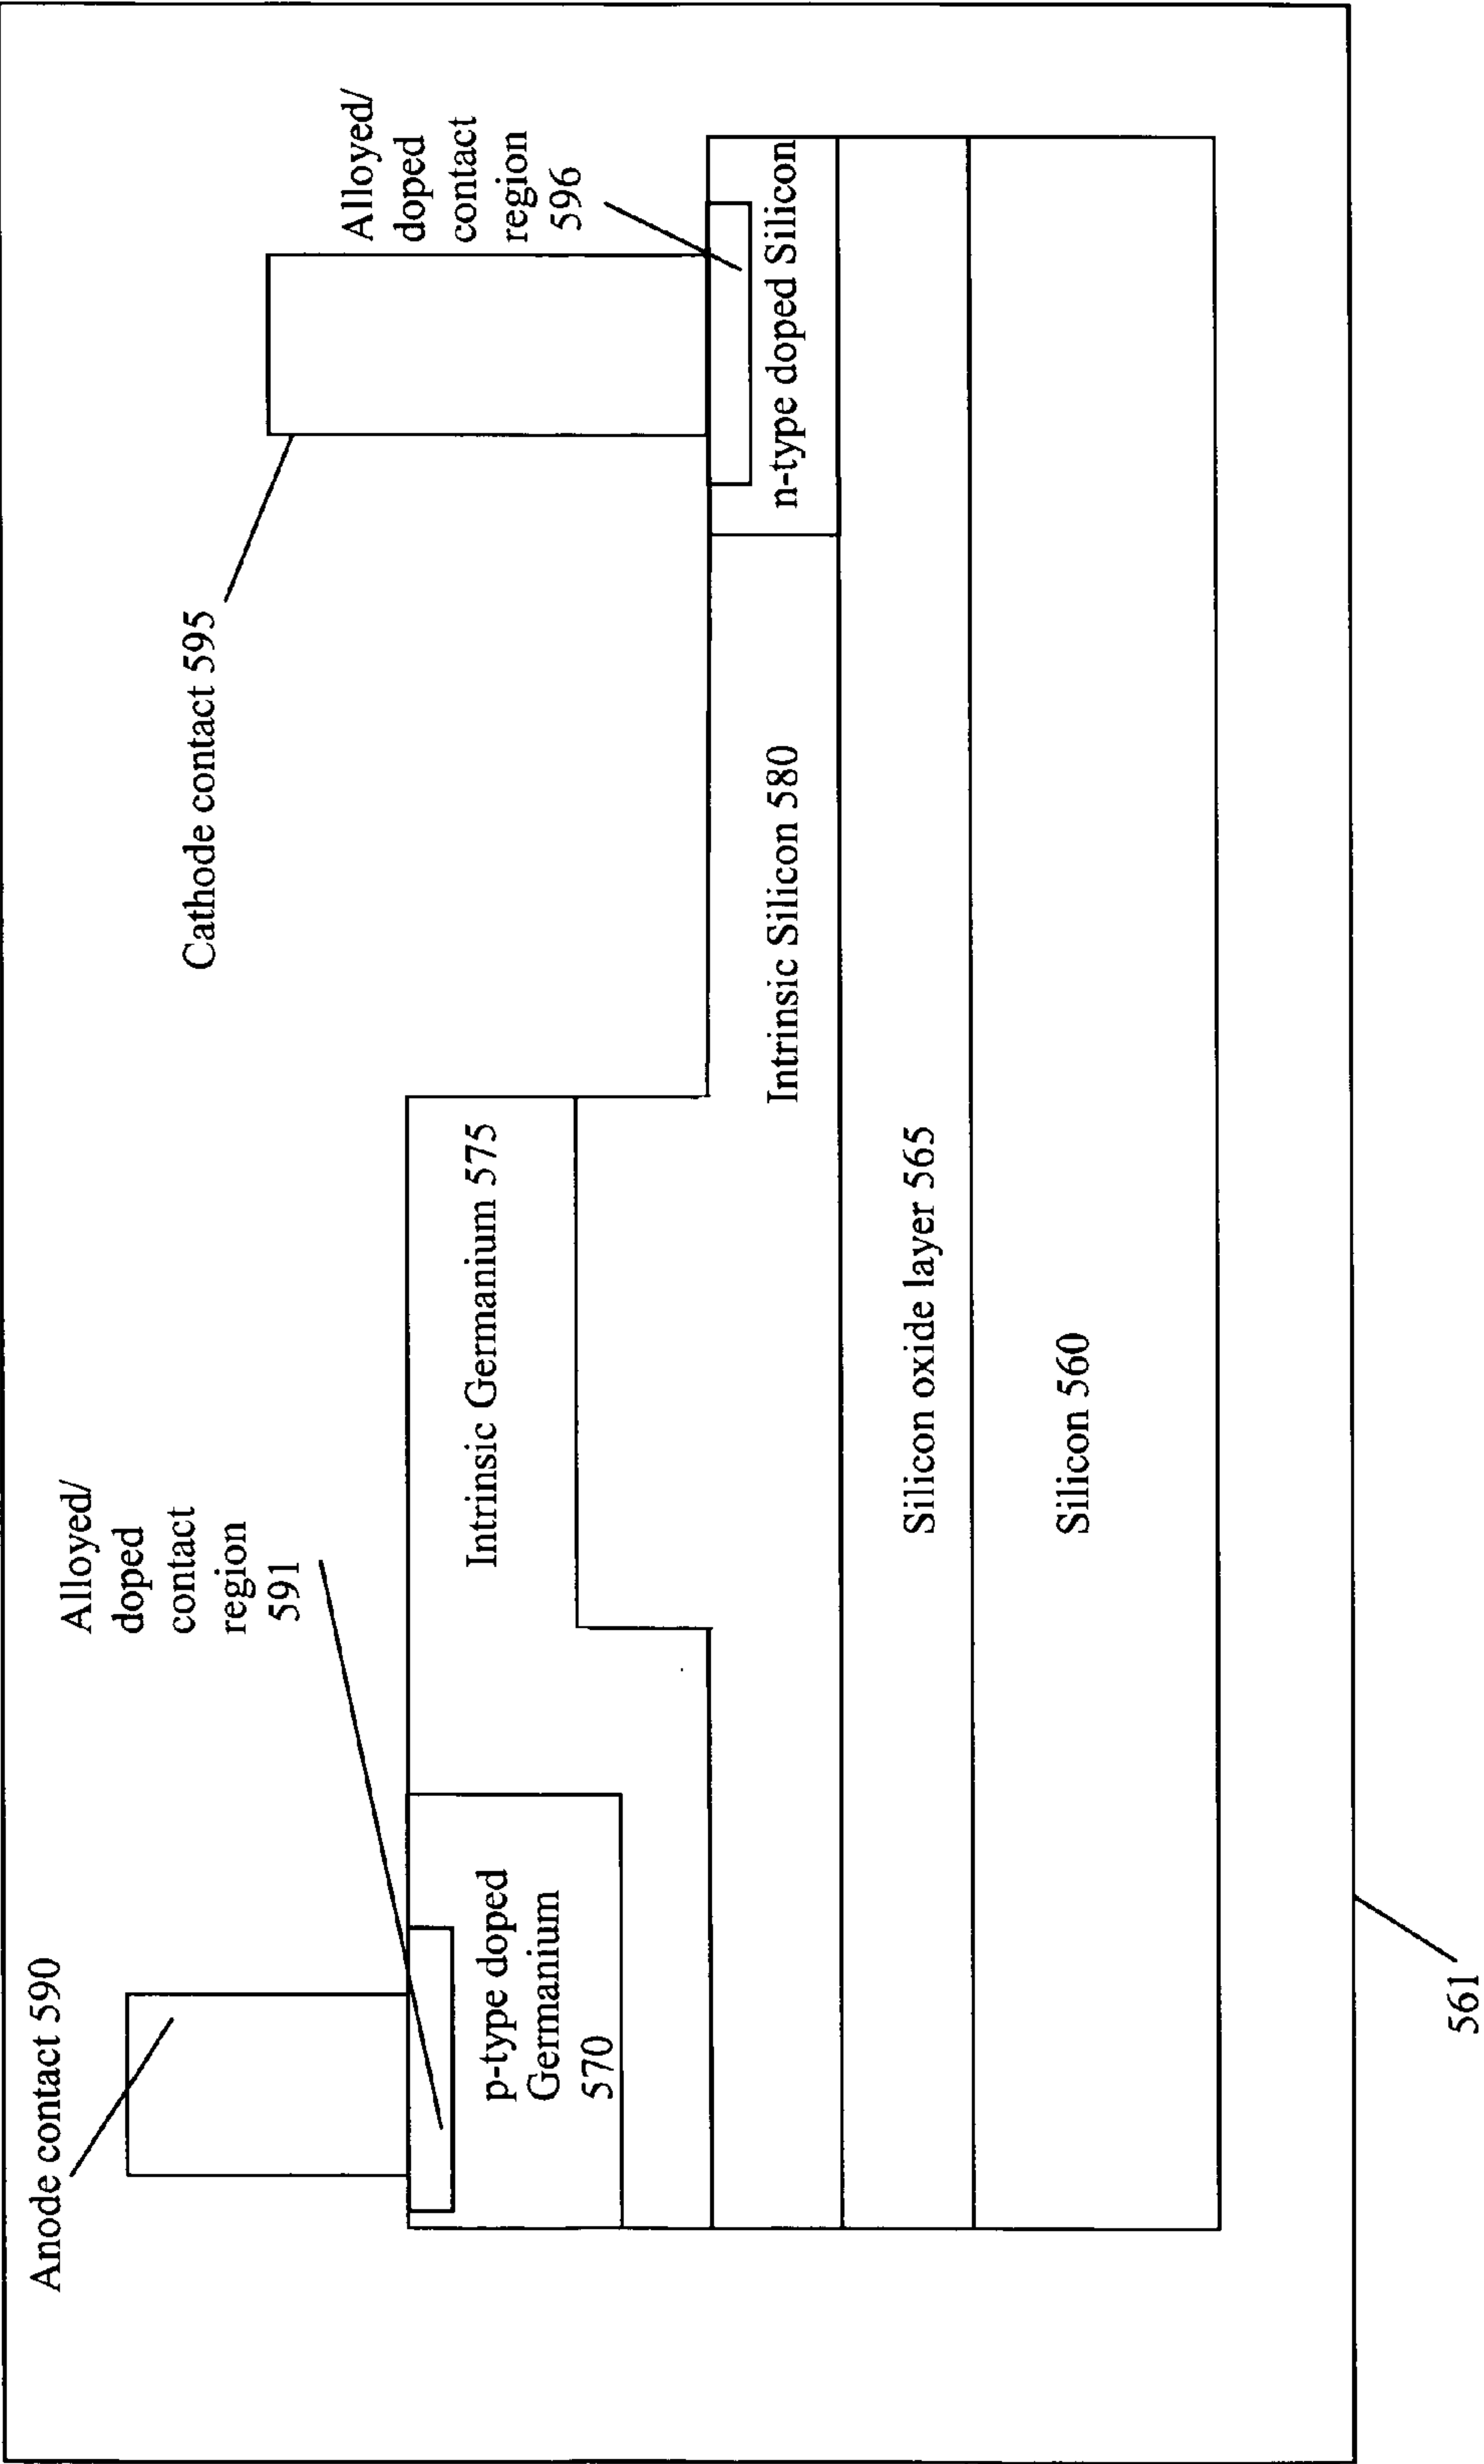 Anode contact 590
Alloyed/
doped
contact
region
591
Cathode contact 595
Alloyed/
doped
contact
region
596
p-type doped
Germanium
570
Intrinsic Germanium 575
Intrinsic Silicon 580
n-type doped Silicon
Silicon oxide layer 565
Silicon 560
561